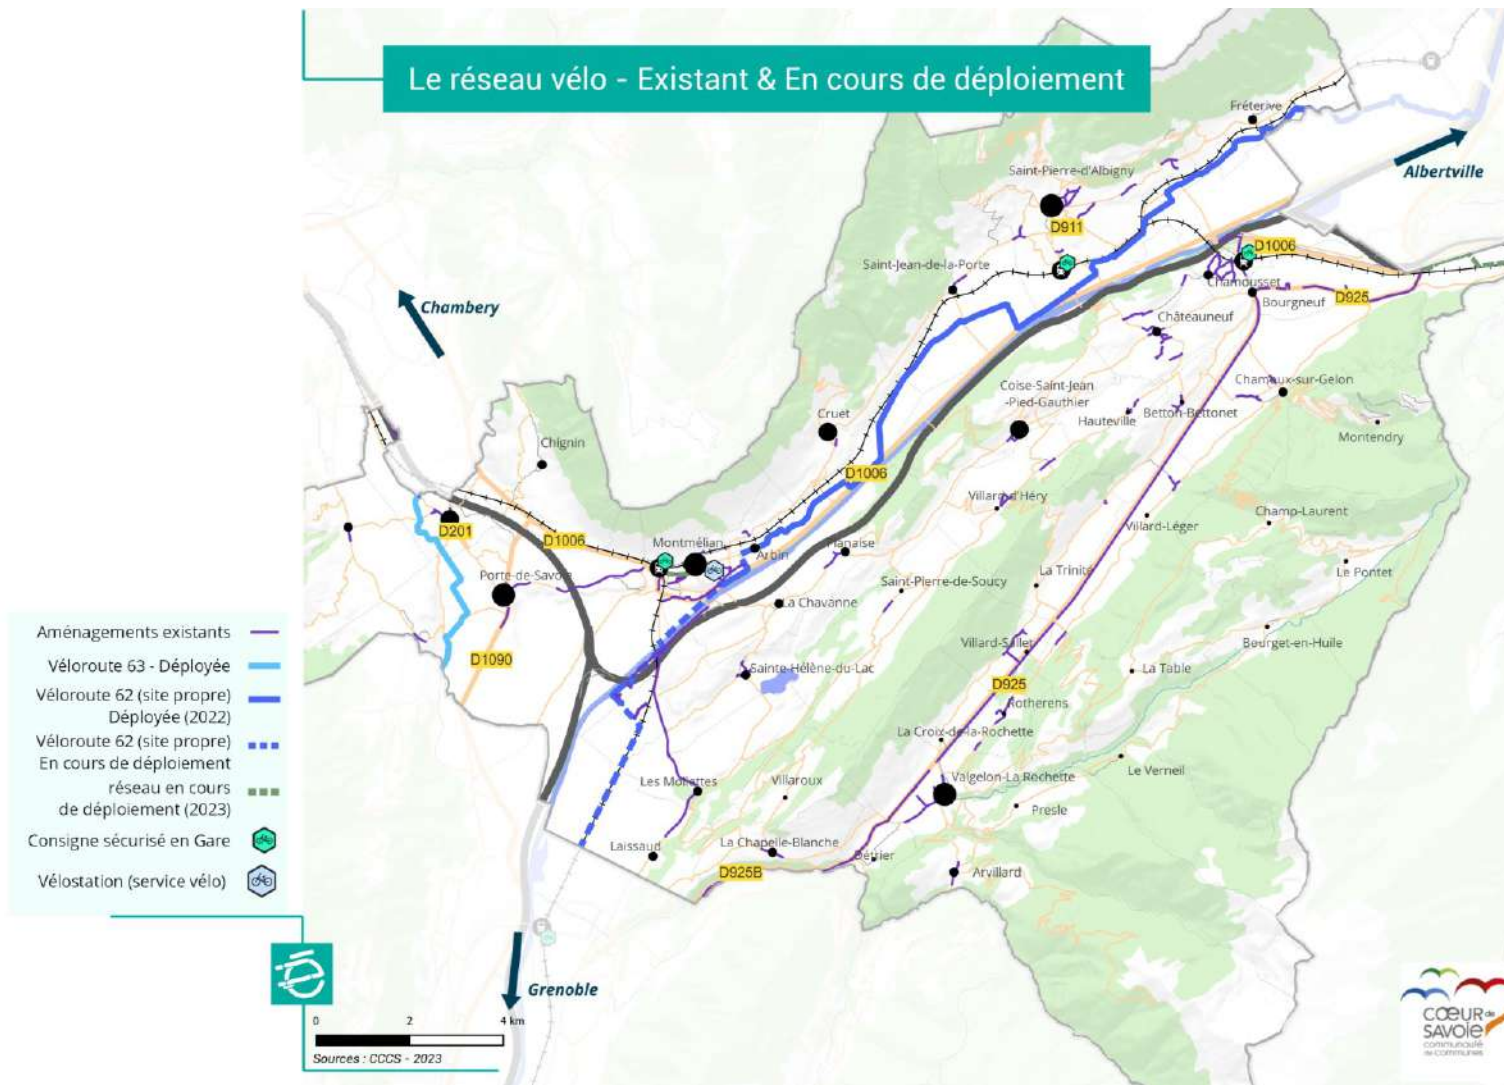 Le réseau vélo - Existant & En cours de déploiement
Fréterive
Albertville
Saint-Pierre-d'Albigny
D911
D1006
Saint-Jean-de-la-Porte
Chamousset
Bourgneuf
D925
Chambery
Châteauneuf
Coise-Saint-Jean
-Pied-Gauthier
Chamoux-sur-Gelon
Cruet
Hauteville
Betton-Bettonet
Montendry
Chignin
D1006
Villard-d'Héry
Champ-Laurent
Villard-Léger
D201
D1006
Montmélian
Arbin
Planaise
Le Pontet
Porte-de-Savoie
Saint-Pierre-de-Soucy
La Trinité
La Chavanne
Bourget-en-Huile
Villard-Sallet
D1090
Sainte-Hélène-du-Lac
La Table
D925
Rotherens
La Croix-de-la-Rochette
Les Mollettes
Villaroux
Valgelon-La Rochette
Le Verneil
Presle
Laissaud
La Chapelle-Blanche
Détrier
D925B
Arvillard
Aménagements existants
Véloroute 63 - Déployée
Véloroute 62 (site propre)
Déployée (2022)
Véloroute 62 (site propre)
En cours de déploiement
réseau en cours
de déploiement (2023)
Consigne sécurisé en Gare
Vélostation (service vélo)
Grenoble
0 2 4 km
Sources : CCCS - 2023
CŒUR de
SAVOIE
communauté
de communes